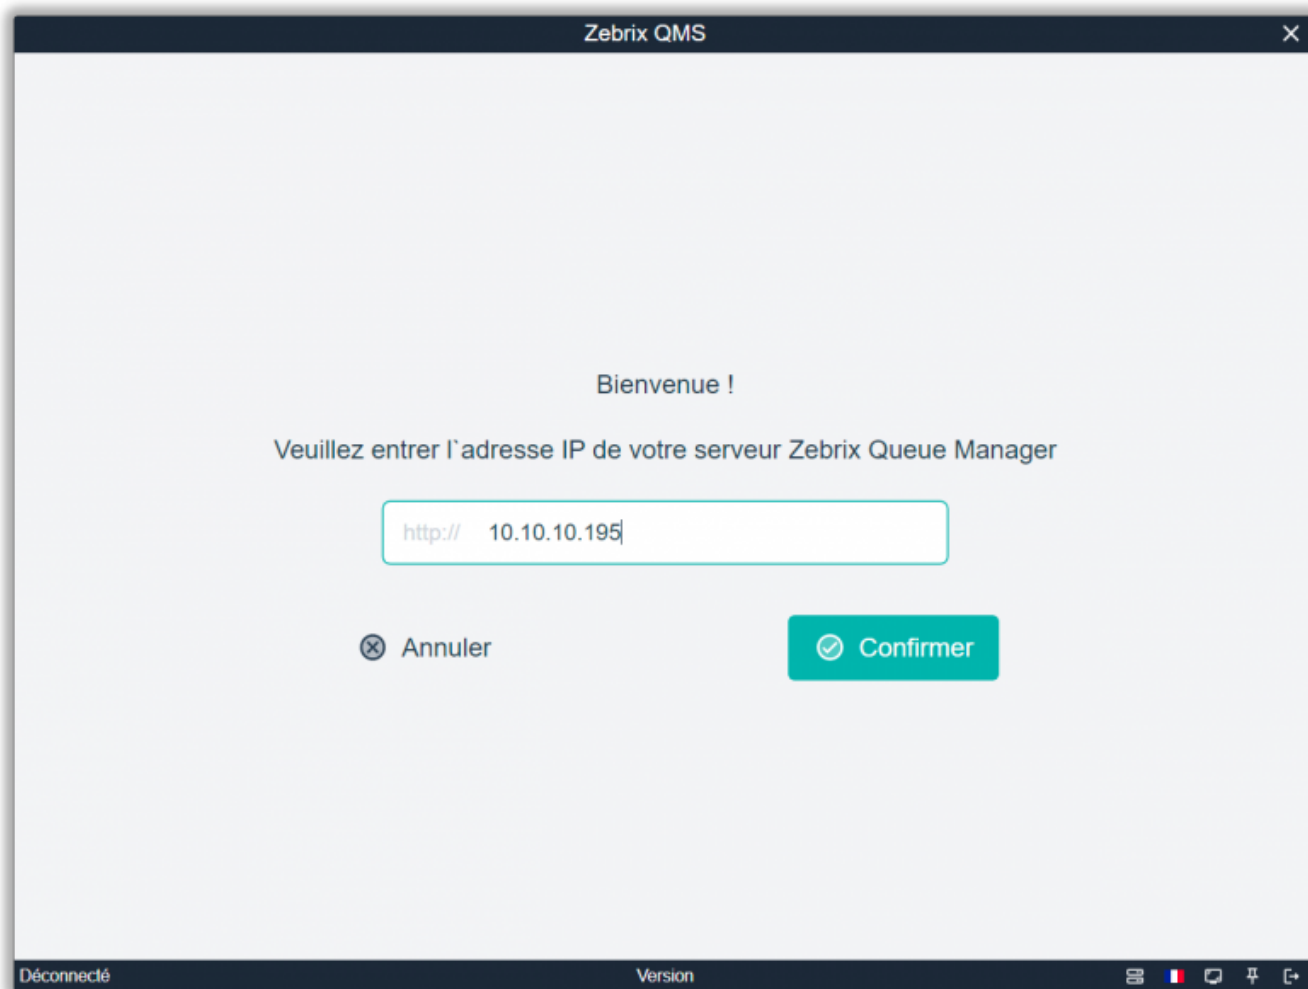 Zebrix QMS
Bienvenue !
Veuillez entrer l`adresse IP de votre serveur Zebrix Queue Manager
http:// 10.10.10.195
Annuler Confirmer
Déconnecté Version